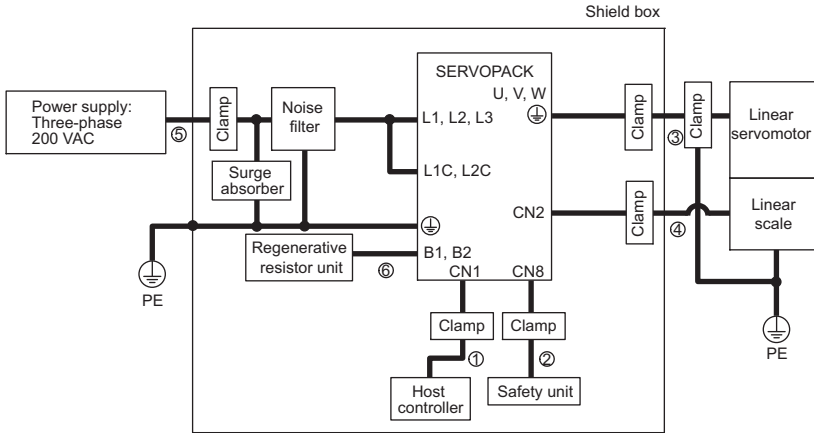 Shield box
SERVOPACK
U, V, W
Power supply:
Three-phase
200 VAC
⑤
Clamp
Noise
filter
L1, L2, L3
Clamp
③
Clamp
Linear
servomotor
Surge
absorber
L1C, L2C
CN2
Clamp
④
Linear
scale
Regenerative
resistor unit
⑥
B1, B2
CN1
CN8
PE
Clamp
Clamp
PE
①
②
Host
controller
Safety unit